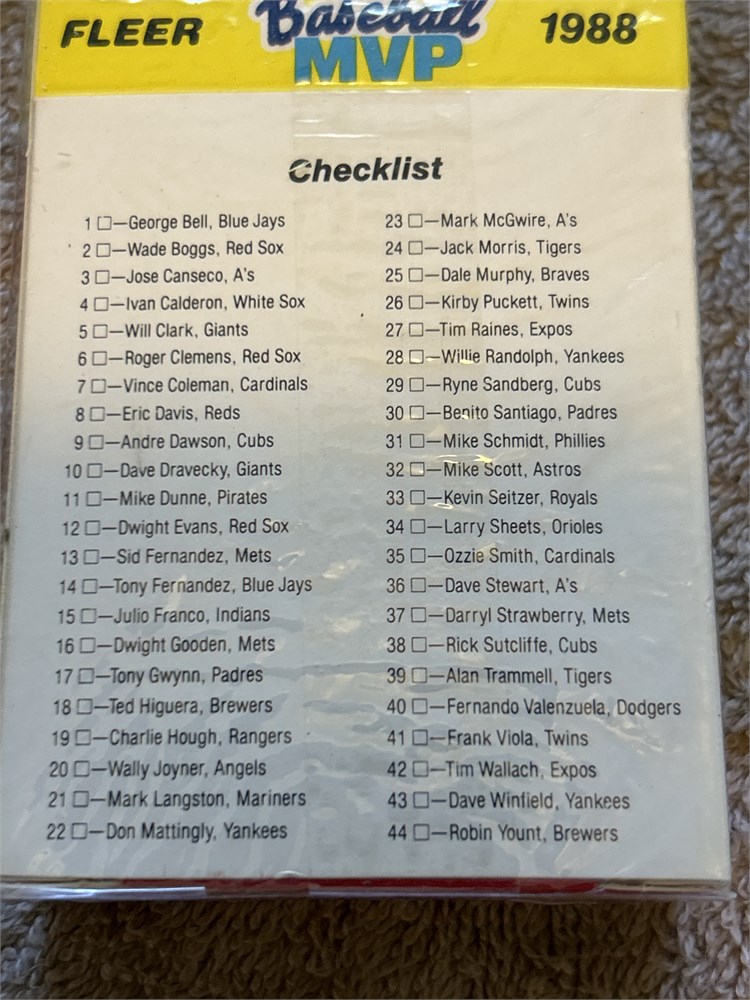 FLEER Baseball 1988
MVP
Checklist
1 ☐—George Bell, Blue Jays
2 ☐—Wade Boggs, Red Sox
3 ☐—Jose Canseco, A's
4 ☐—Ivan Calderon, White Sox
5 ☐—Will Clark, Giants
6 ☐—Roger Clemens, Red Sox
7 ☐—Vince Coleman, Cardinals
8 ☐—Eric Davis, Reds
9 ☐—Andre Dawson, Cubs
10 ☐—Dave Dravecky, Giants
11 ☐—Mike Dunne, Pirates
12 ☐—Dwight Evans, Red Sox
13 ☐—Sid Fernandez, Mets
14 ☐—Tony Fernandez, Blue Jays
15 ☐—Julio Franco, Indians
16 ☐—Dwight Gooden, Mets
17 ☐—Tony Gwynn, Padres
18 ☐—Ted Higuera, Brewers
19 ☐—Charlie Hough, Rangers
20 ☐—Wally Joyner, Angels
21 ☐—Mark Langston, Mariners
22 ☐—Don Mattingly, Yankees
23 ☐—Mark McGwire, A's
24 ☐—Jack Morris, Tigers
25 ☐—Dale Murphy, Braves
26 ☐—Kirby Puckett, Twins
27 ☐—Tim Raines, Expos
28 ☐—Willie Randolph, Yankees
29 ☐—Ryne Sandberg, Cubs
30 ☐—Benito Santiago, Padres
31 ☐—Mike Schmidt, Phillies
32 ☐—Mike Scott, Astros
33 ☐—Kevin Seitzer, Royals
34 ☐—Larry Sheets, Orioles
35 ☐—Ozzie Smith, Cardinals
36 ☐—Dave Stewart, A's
37 ☐—Darryl Strawberry, Mets
38 ☐—Rick Sutcliffe, Cubs
39 ☐—Alan Trammell, Tigers
40 ☐—Fernando Valenzuela, Dodgers
41 ☐—Frank Viola, Twins
42 ☐—Tim Wallach, Expos
43 ☐—Dave Winfield, Yankees
44 ☐—Robin Yount, Brewers